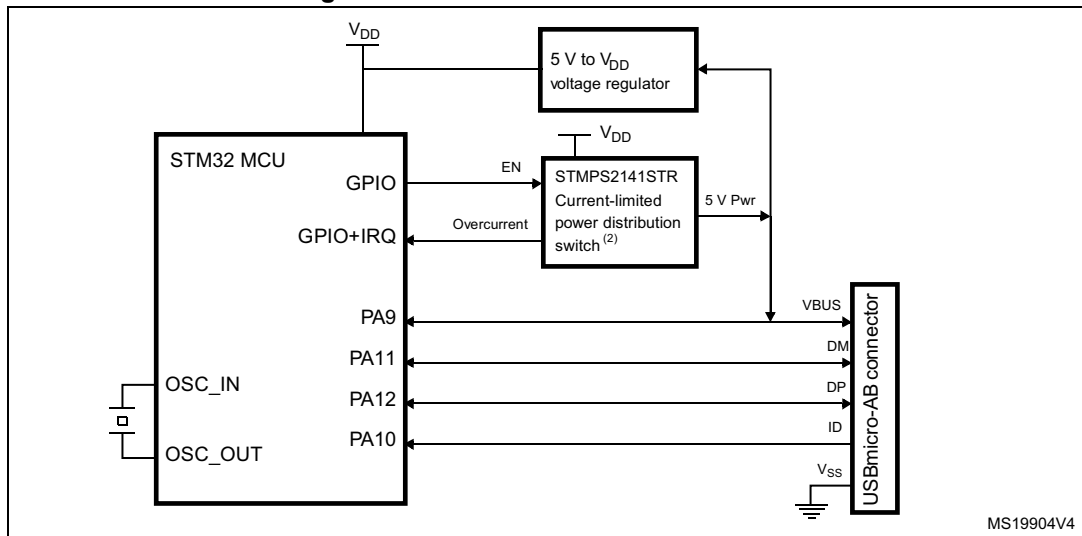 VDD
5 V to VDD
voltage regulator
VDD
STM32 MCU
GPIO
EN
STMPS2141STR
Current-limited
power distribution
switch (2)
5 V Pwr
GPIO+IRQ
Overcurrent
PA9
VBUS
PA11
DM
OSC_IN
PA12
DP
PA10
ID
OSC_OUT
VSS
USBmicro-AB connector
MS19904V4